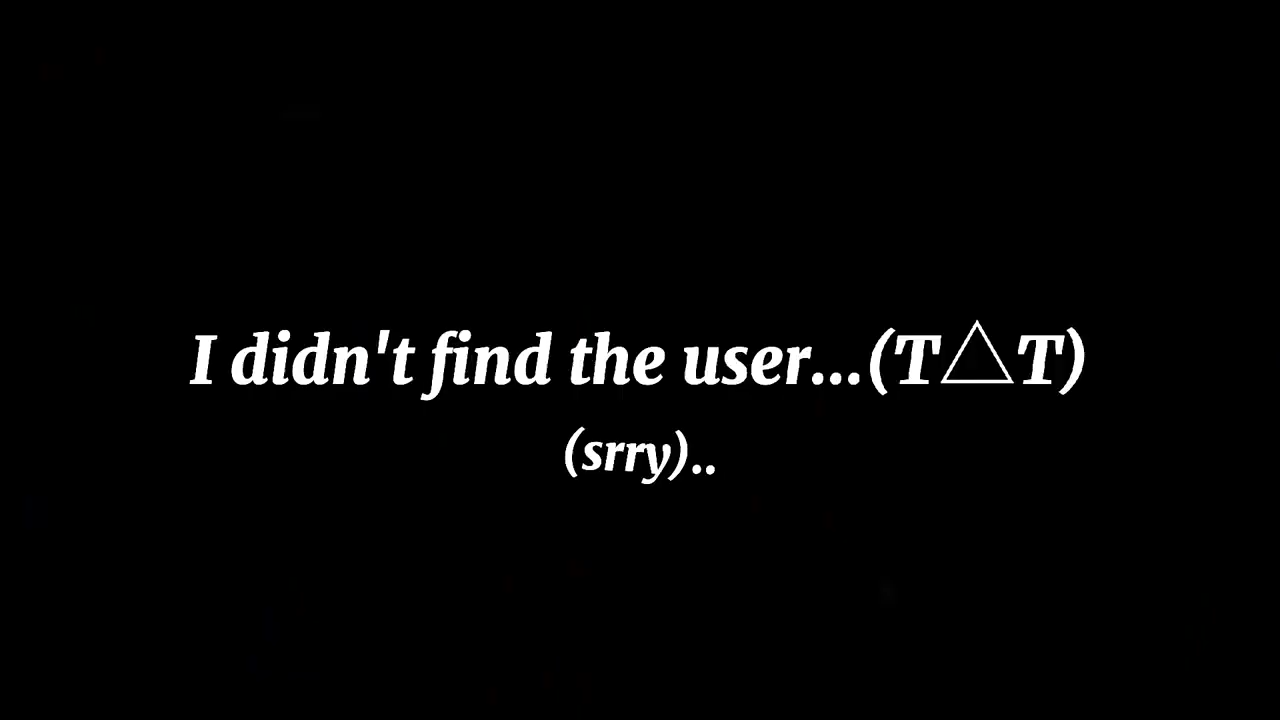 I didn't find the user...(T△T)
(srry)..